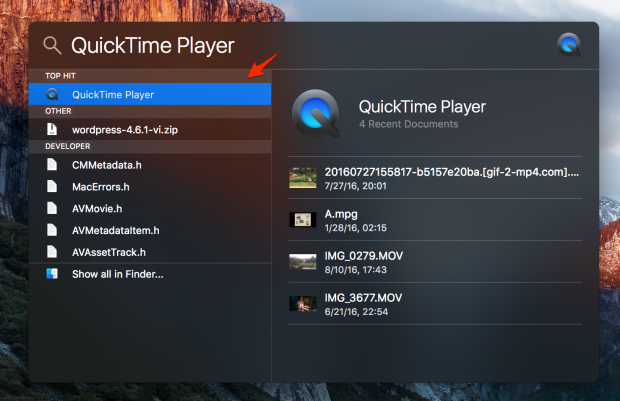 QuickTime Player
TOP HIT
QuickTime Player
OTHER
wordpress-4.6.1-vi.zip
DEVELOPER
CMMetadata.h
MacErrors.h
AVMovie.h
AVMetadataItem.h
AVAssetTrack.h
Show all in Finder...
QuickTime Player
4 Recent Documents
20160727155817-b5157e20ba.[gif-2-mp4.com]....
7/27/16, 20:01
A.mpg
1/28/16, 02:15
IMG_0279.MOV
8/10/16, 17:43
IMG_3677.MOV
6/21/16, 22:54